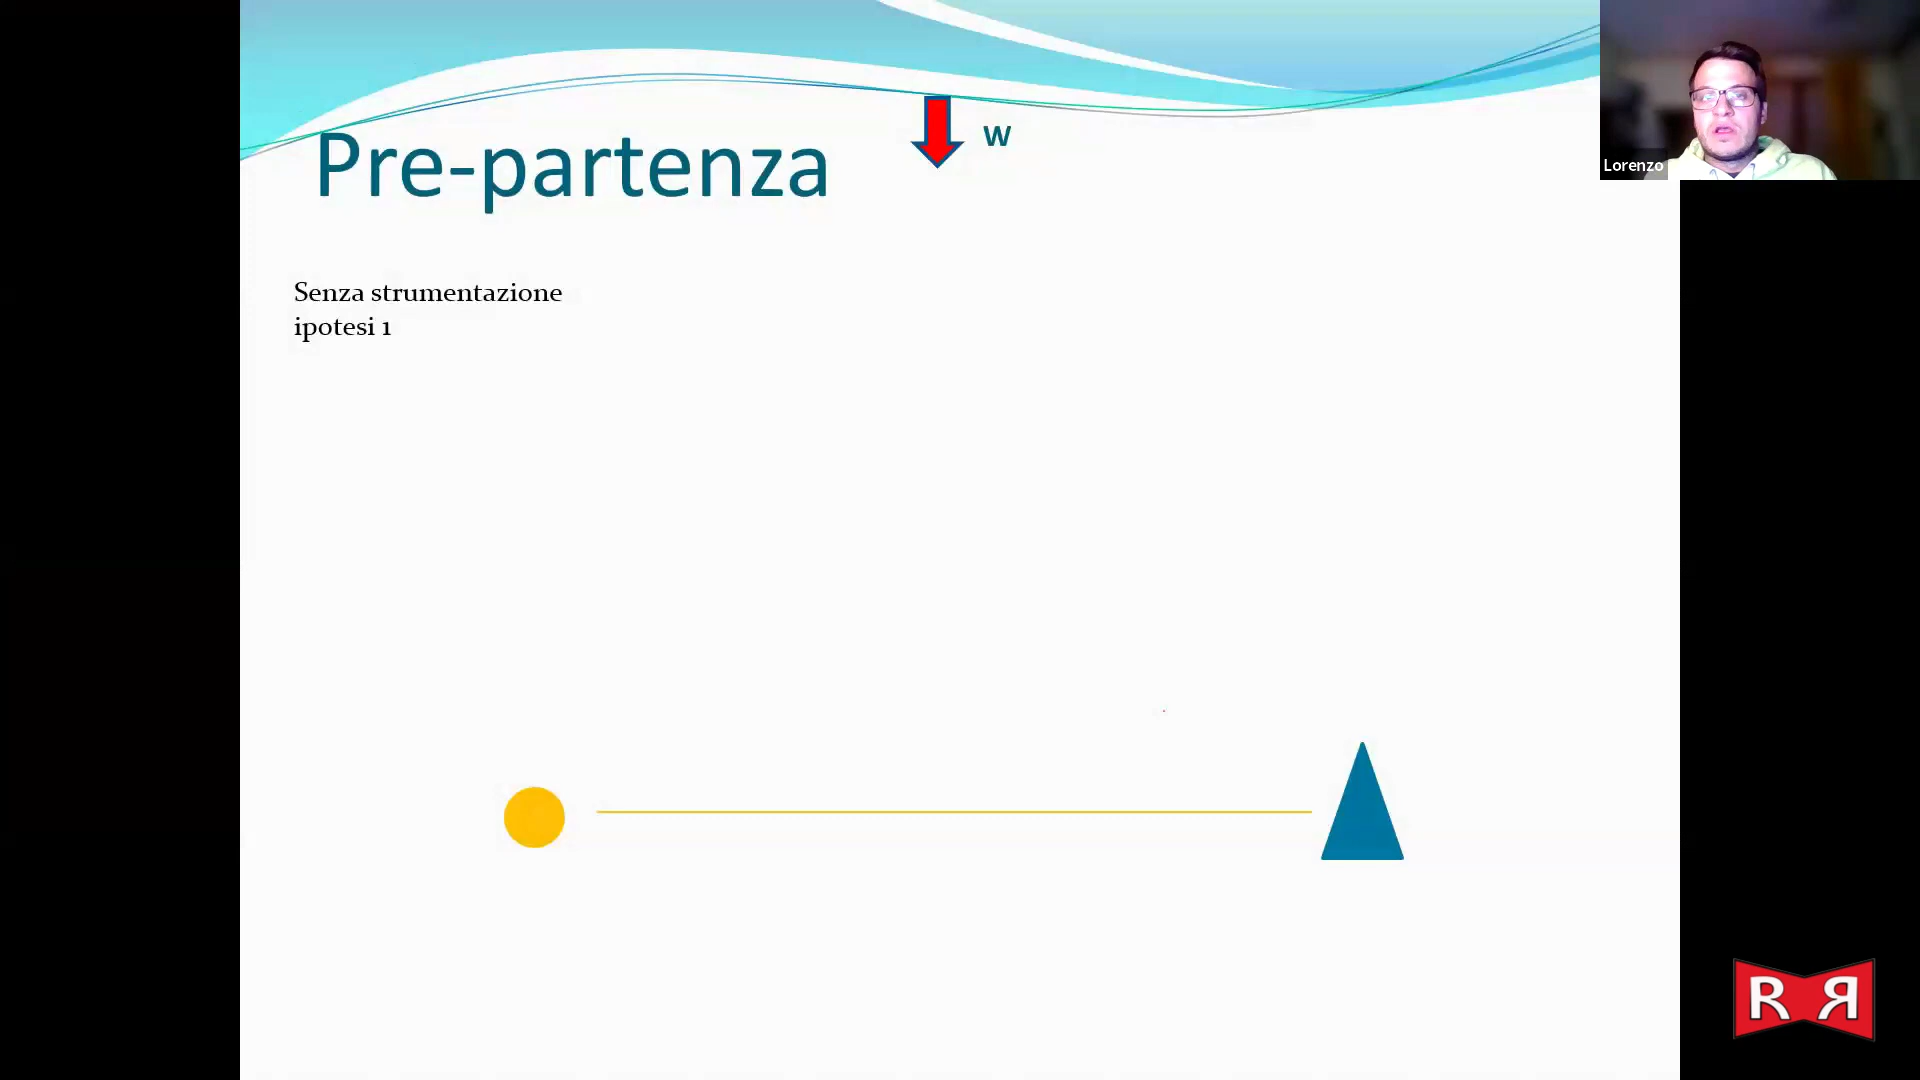 Pre-partenza
w
Lorenzo
Senza strumentazione
ipotesi 1
R Я